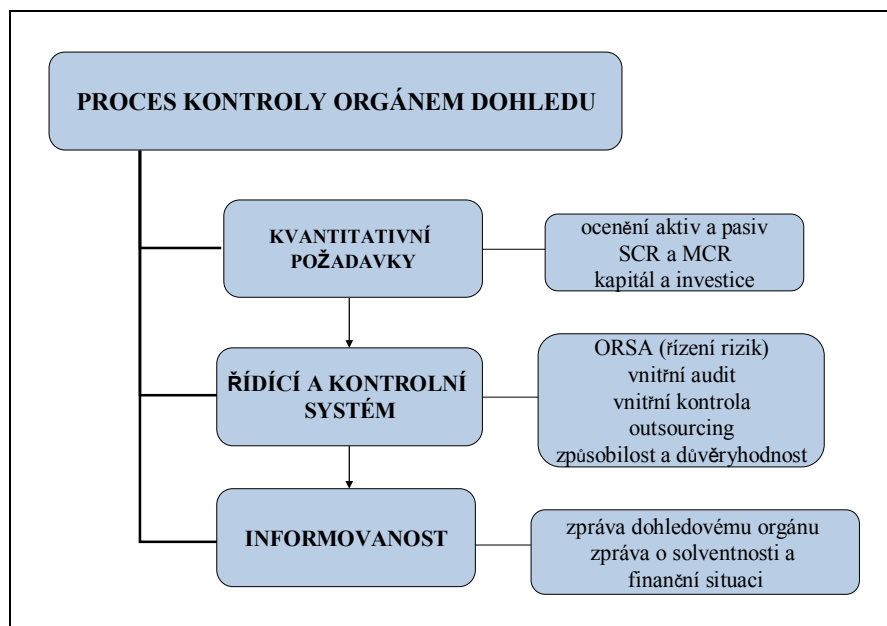 PROCES KONTROLY ORGÁNEM DOHLEDU
KVANTITATIVNÍ
POŽADAVKY
ocenění aktiv a pasiv
SCR a MCR
kapitál a investice
ŘÍDÍCÍ A KONTROLNÍ
SYSTÉM
ORSA (řízení rizik)
vnitřní audit
vnitřní kontrola
outsourcing
způsobilost a důvěryhodnost
INFORMOVANOST
zpráva dohledovému orgánu
zpráva o solventnosti a
finanční situaci